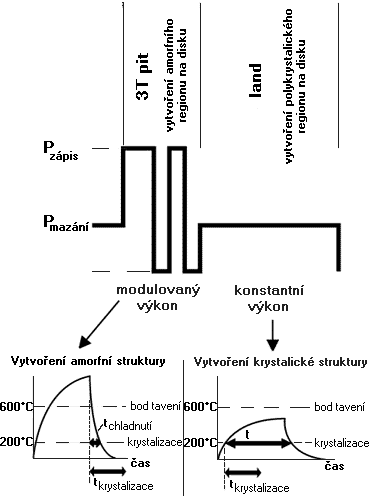 3T pit
vytvoření amorfního
regionu na disku
land
vytvoření polykrystalického
regionu na disku
Pzápis
Pmazání
modulovaný
výkon
konstantní
výkon
Vytvoření amorfní struktury
600°C
bod tavení
tchladnutí
200°C
krystalizace
čas
tkrystalizace
Vytvoření krystalické struktury
600°C
bod tavení
t
200°C
krystalizace
čas
tkrystalizace